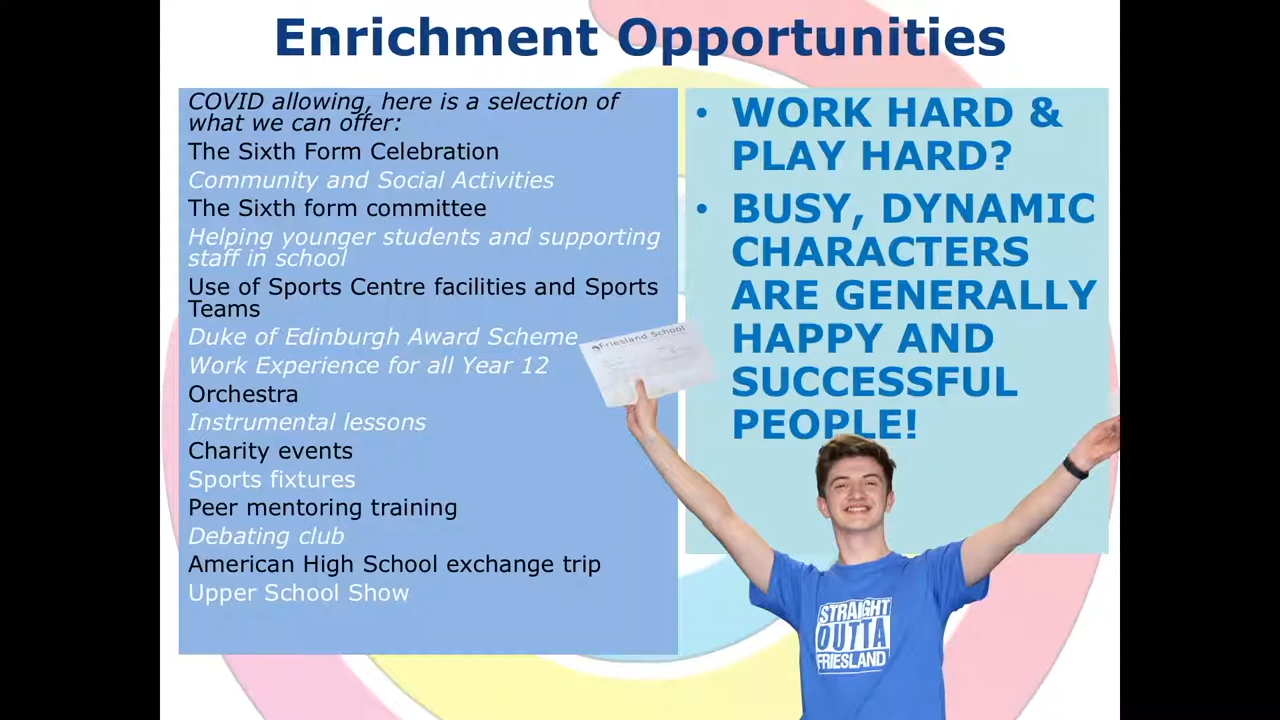 Enrichment Opportunities
COVID allowing, here is a selection of
what we can offer:
The Sixth Form Celebration
Community and Social Activities
The Sixth form committee
Helping younger students and supporting
staff in school
Use of Sports Centre facilities and Sports
Teams
Duke of Edinburgh Award Scheme
Work Experience for all Year 12
Orchestra
Instrumental lessons
Charity events
Sports fixtures
Peer mentoring training
Debating club
American High School exchange trip
Upper School Show
• WORK HARD &
PLAY HARD?
• BUSY, DYNAMIC
CHARACTERS
ARE GENERALLY
HAPPY AND
SUCCESSFUL
PEOPLE!
Friesland School
STRAIGHT
OUTTA
FRIESLAND